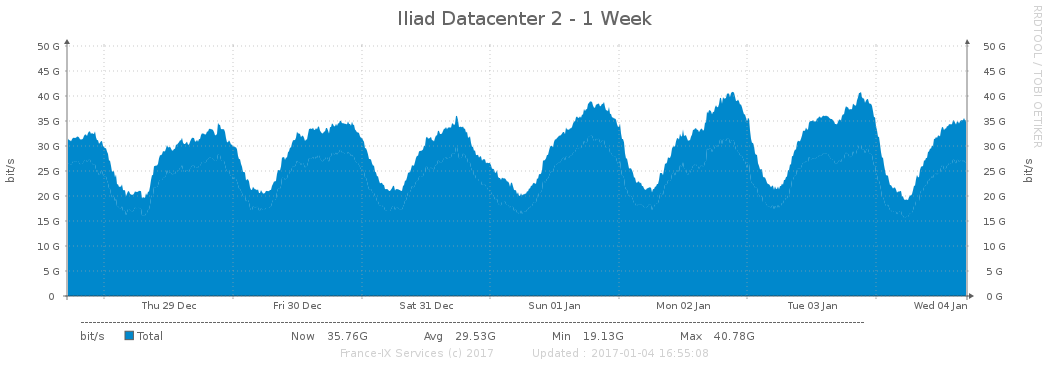 Iliad Datacenter 2 - 1 Week
RRDTOOL / TOBI OETIKER
bit/s
50 G
45 G
40 G
35 G
30 G
25 G
20 G
15 G
10 G
5 G
0
50 G
45 G
40 G
35 G
30 G
25 G
20 G
15 G
10 G
5 G
0 G
bit/s
Thu 29 Dec Fri 30 Dec Sat 31 Dec Sun 01 Jan Mon 02 Jan Tue 03 Jan Wed 04 Jan
bit/s Total Now 35.76G Avg 29.53G Min 19.13G Max 40.78G
France-IX Services (c) 2017 Updated : 2017-01-04 16:55:08